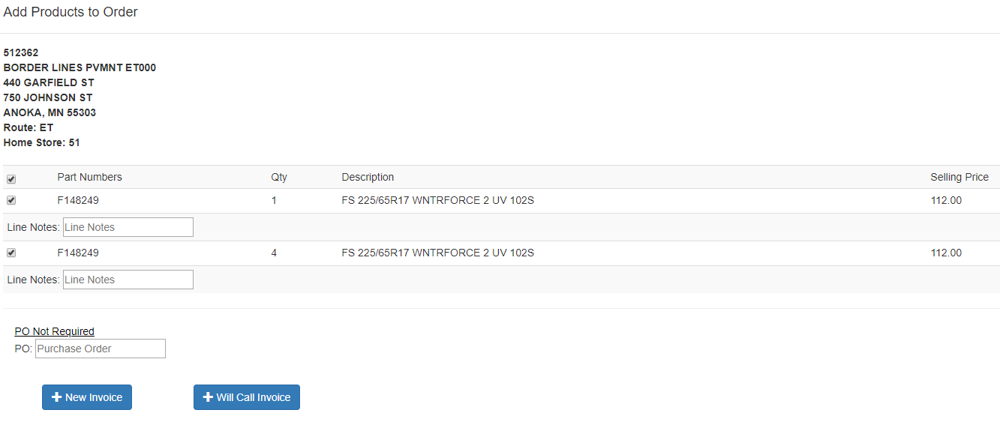 Add Products to Order
512362
BORDER LINES PVMNT ET000
440 GARFIELD ST
750 JOHNSON ST
ANOKA, MN 55303
Route: ET
Home Store: 51
Part Numbers Qty Description Selling Price
F148249 1 FS 225/65R17 WNTRFORCE 2 UV 102S 112.00
Line Notes: Line Notes
F148249 4 FS 225/65R17 WNTRFORCE 2 UV 102S 112.00
Line Notes: Line Notes
PO Not Required
PO: Purchase Order
New Invoice Will Call Invoice